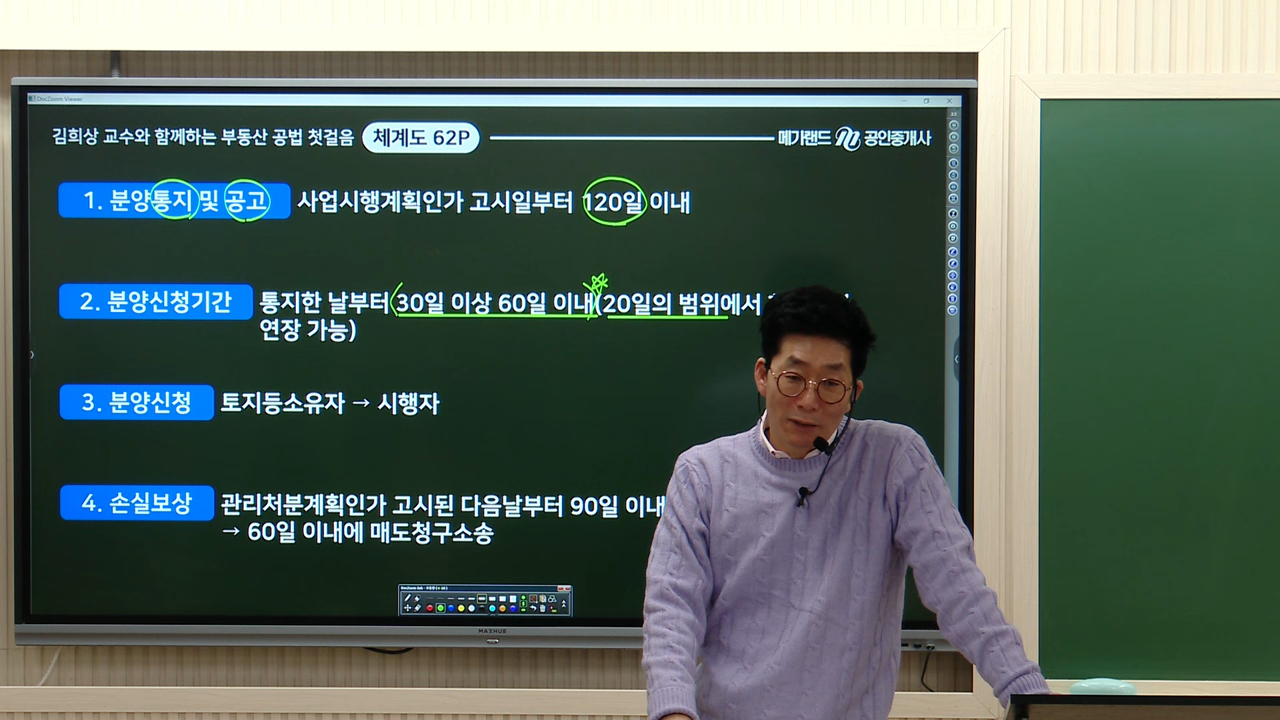 DocZoom Viewer
김희상 교수와 함께하는 부동산 공법 첫걸음 체계도 62P 메가랜드 공인중개사
1. 분양통지 및 공고 사업시행계획인가 고시일부터 120일 이내
2. 분양신청기간 통지한 날부터 30일 이상 60일 이내(20일의 범위에서
연장 가능)
3. 분양신청 토지등소유자 → 시행자
4. 손실보상 관리처분계획인가 고시된 다음날부터 90일 이내
→ 60일 이내에 매도청구소송
MAXHUB